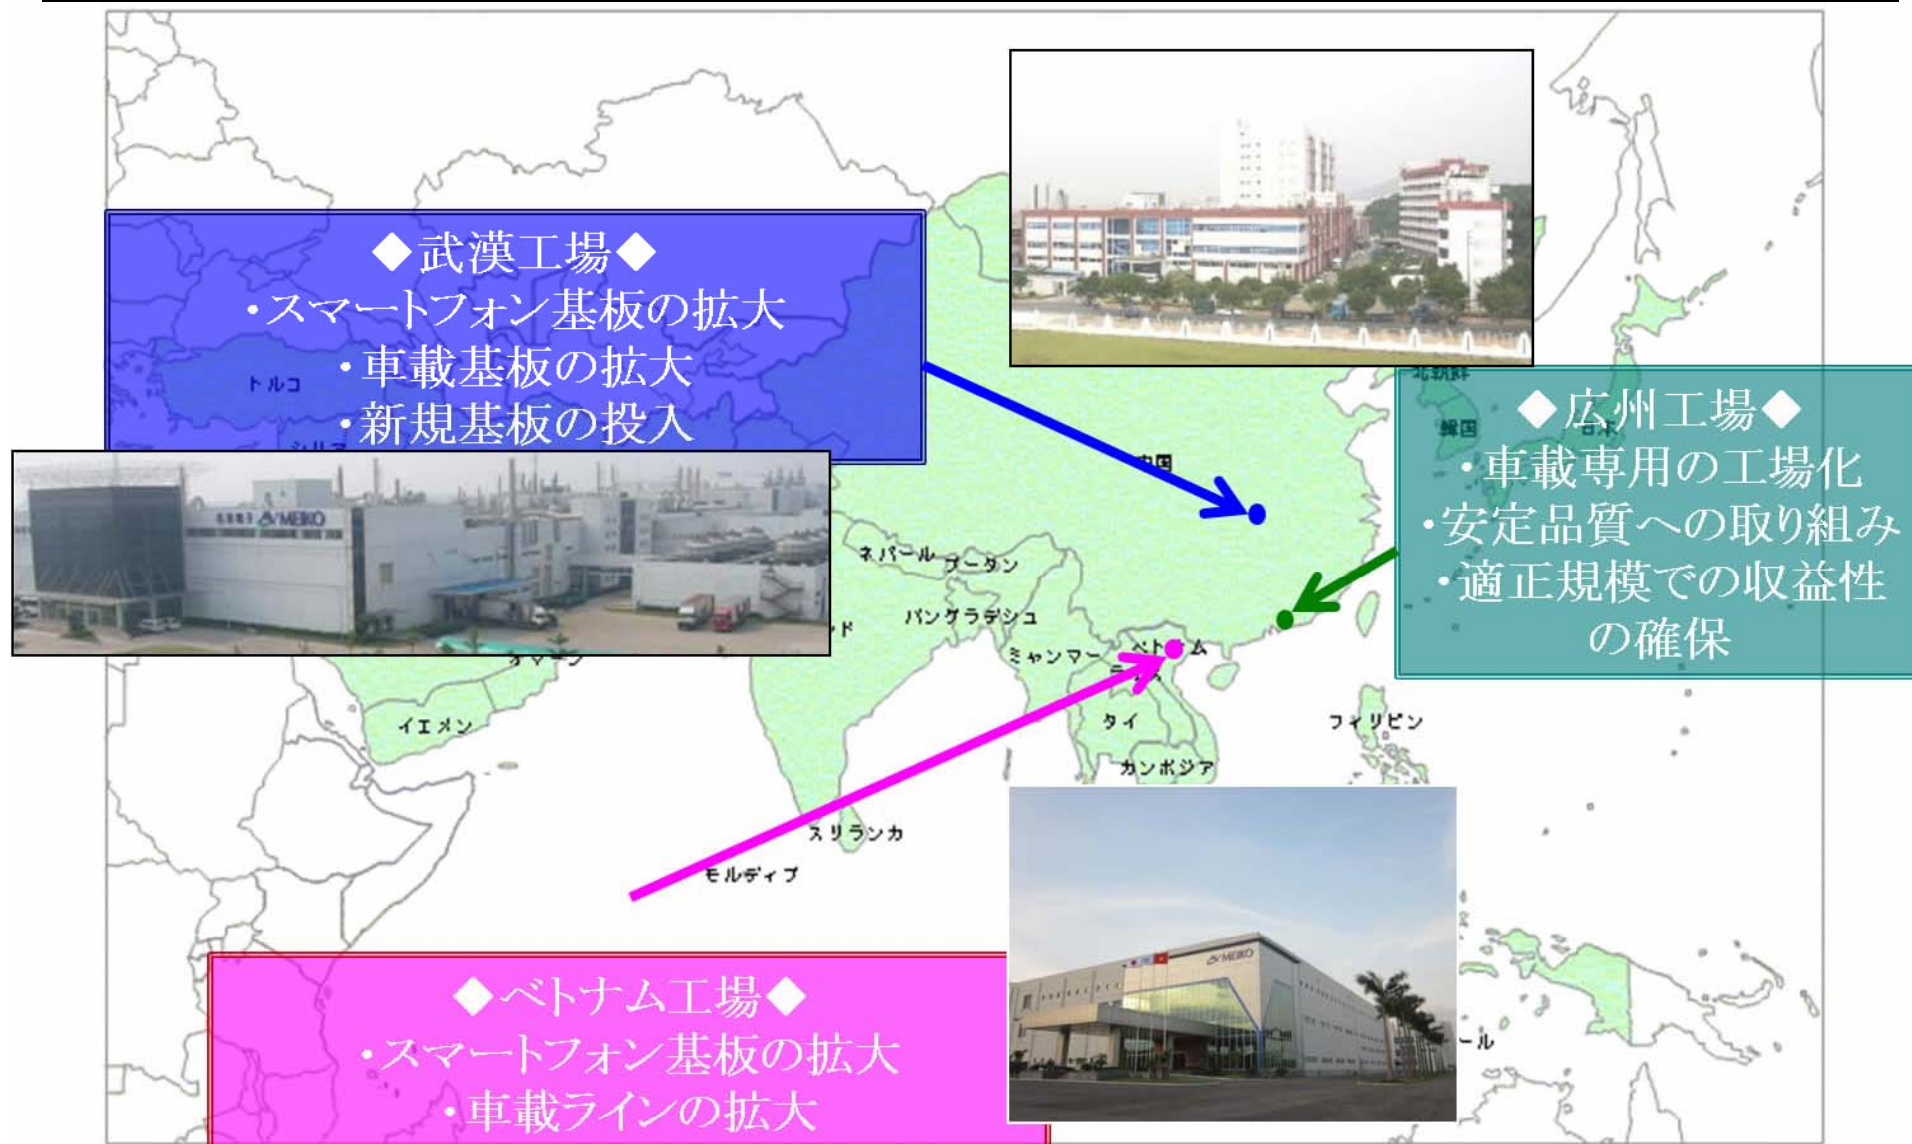 ◆武漢工場◆
・スマートフォン基板の拡大
・車載基板の拡大
・新規基板の投入
トルコ
MEIKO
中国
韓国
◆広州工場◆
・車載専用の工場化
・安定品質への取り組み
・適正規模での収益性
の確保
ネパール
ブータン
バングラデシュ
ミャンマー
イエメン
タイ
フィリピン
カンボジア
スリランカ
モルディブ
MEIKO
◆ベトナム工場◆
・スマートフォン基板の拡大
・車載ラインの拡大